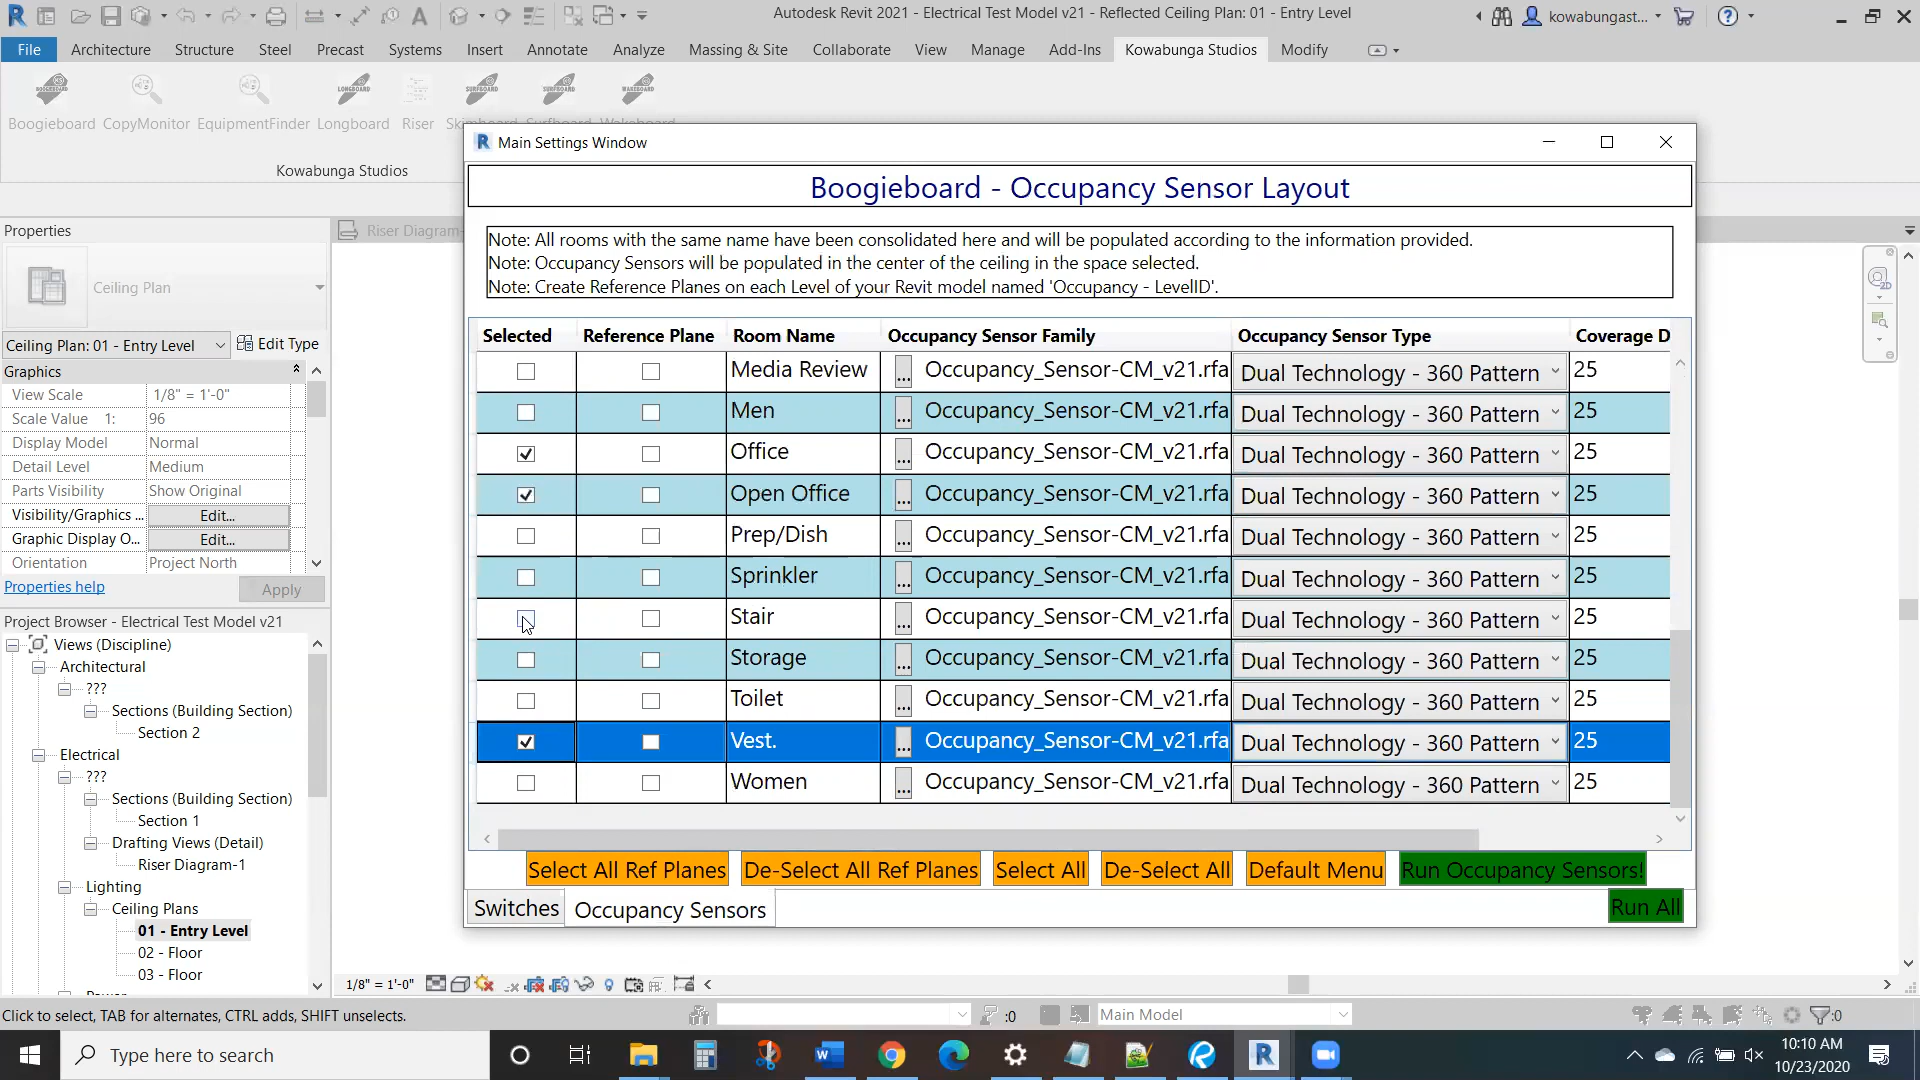 Autodesk Revit 2021 - Electrical Test Model v21 - Reflected Ceiling Plan: 01 - Entry Level
kowabungast...
File Architecture Structure Steel Precast Systems Insert Annotate Analyze Massing & Site Collaborate View Manage Add-Ins Kowabunga Studios Modify
Boogieboard CopyMonitor EquipmentFinder Longboard Riser
Kowabunga Studios
Main Settings Window
Boogieboard - Occupancy Sensor Layout
Note: All rooms with the same name have been consolidated here and will be populated according to the information provided.
Note: Occupancy Sensors will be populated in the center of the ceiling in the space selected.
Note: Create Reference Planes on each Level of your Revit model named 'Occupancy - LevelID'.
Selected Reference Plane Room Name Occupancy Sensor Family Occupancy Sensor Type Coverage D
Media Review ... Occupancy_Sensor-CM_v21.rfa Dual Technology - 360 Pattern 25
Men ... Occupancy_Sensor-CM_v21.rfa Dual Technology - 360 Pattern 25
Office ... Occupancy_Sensor-CM_v21.rfa Dual Technology - 360 Pattern 25
Open Office ... Occupancy_Sensor-CM_v21.rfa Dual Technology - 360 Pattern 25
Prep/Dish ... Occupancy_Sensor-CM_v21.rfa Dual Technology - 360 Pattern 25
Sprinkler ... Occupancy_Sensor-CM_v21.rfa Dual Technology - 360 Pattern 25
Stair ... Occupancy_Sensor-CM_v21.rfa Dual Technology - 360 Pattern 25
Storage ... Occupancy_Sensor-CM_v21.rfa Dual Technology - 360 Pattern 25
Toilet ... Occupancy_Sensor-CM_v21.rfa Dual Technology - 360 Pattern 25
Vest. ... Occupancy_Sensor-CM_v21.rfa Dual Technology - 360 Pattern 25
Women ... Occupancy_Sensor-CM_v21.rfa Dual Technology - 360 Pattern 25
Select All Ref Planes De-Select All Ref Planes Select All De-Select All Default Menu Run Occupancy Sensors!
Switches Occupancy Sensors Run All
Properties
Riser Diagram-
Ceiling Plan
Ceiling Plan: 01 - Entry Level Edit Type
Graphics
View Scale 1/8" = 1'-0"
Scale Value 1: 96
Display Model Normal
Detail Level Medium
Parts Visibility Show Original
Visibility/Graphics ... Edit...
Graphic Display O... Edit...
Orientation Project North
Properties help Apply
Project Browser - Electrical Test Model v21
Views (Discipline)
Architectural
???
Sections (Building Section)
Section 2
Electrical
???
Sections (Building Section)
Section 1
Drafting Views (Detail)
Riser Diagram-1
Lighting
Ceiling Plans
01 - Entry Level
02 - Floor
03 - Floor
1/8" = 1'-0"
Click to select, TAB for alternates, CTRL adds, SHIFT unselects.
:0
Main Model
:0
Type here to search
10:10 AM
10/23/2020